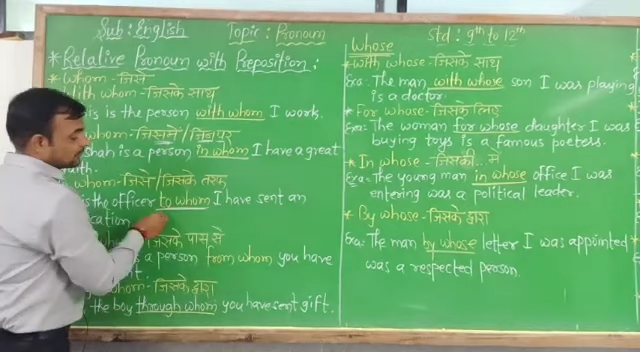 Sub: English
Topic: Pronoun
Std: 9th to 12th
*Relative Pronoun with Preposition:
*Whom - जिसे
With whom - जिसके साथ
is is the person with whom I work.
whom - जिसमें / जिसपर
shah is a person in whom I have a great
whom - जिसे / जिसके तरफ
is the officer to whom I have sent an
जिसके पास से
a person from whom you have
जिसके द्वारा
the boy through whom you have sent gift.
Whose
*With whose - जिसके साथ
Exa: The man with whose son I was playing
is a doctor.
*For whose - जिसके लिए
Exa: The woman for whose daughter I was
buying toys is a famous poetess.
*In whose - जिसकी.. में
Exa: The young man in whose office I was
entering was a political leader.
*By whose - जिसके द्वारा
Exa: The man by whose letter I was appointed
was a respected person.